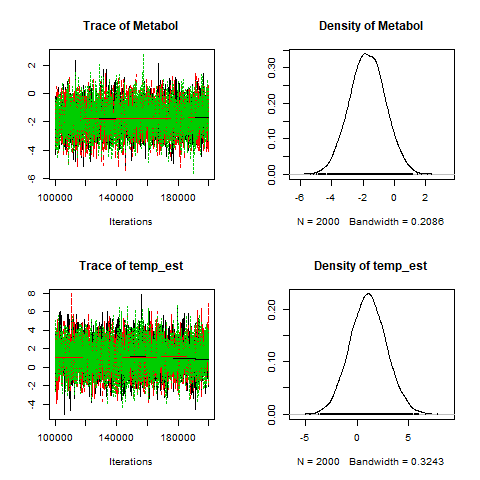 Trace of Metabol
2
0
-2
-4
-6
100000 140000 180000
Iterations
Density of Metabol
0.30
0.20
0.10
0.00
-6 -4 -2 0 2
N = 2000 Bandwidth = 0.2086
Trace of temp_est
8
6
4
2
0
-2
-4
100000 140000 180000
Iterations
Density of temp_est
0.20
0.10
0.00
-5 0 5
N = 2000 Bandwidth = 0.3243